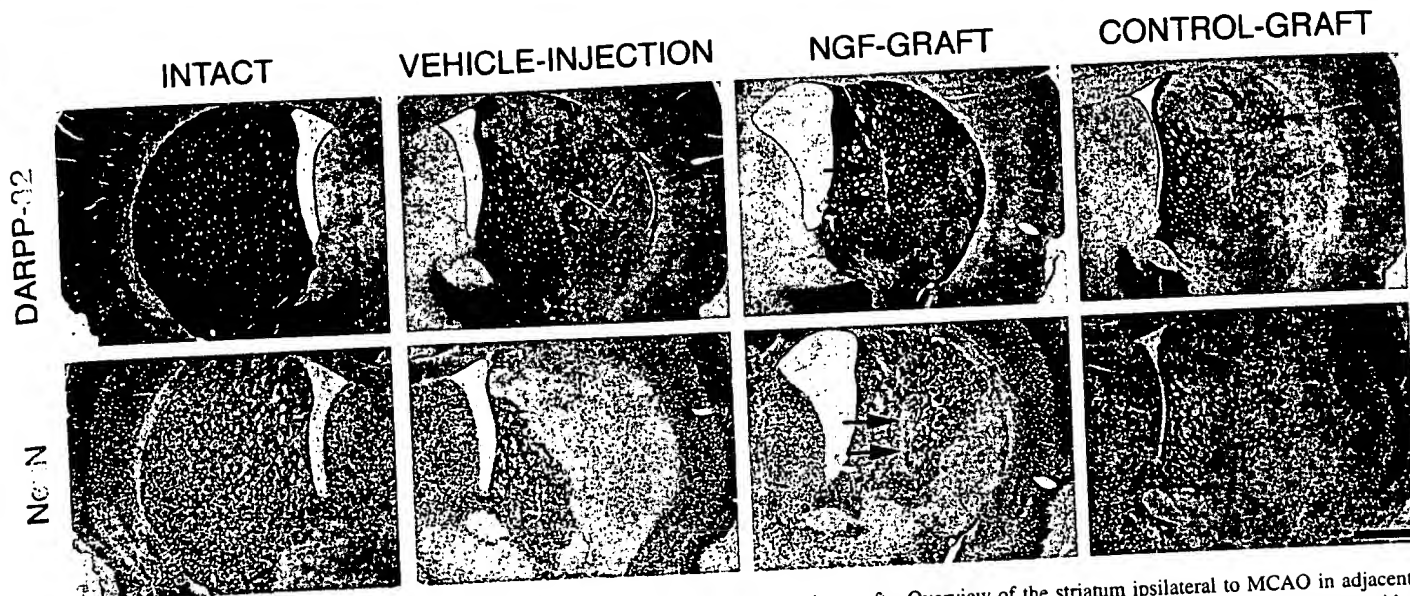 INTACT
VEHICLE-INJECTION
NGF-GRAFT
CONTROL-GRAFT
DARPP-32
N
Overview of the striatum ipsilateral to MCAO in adjacent